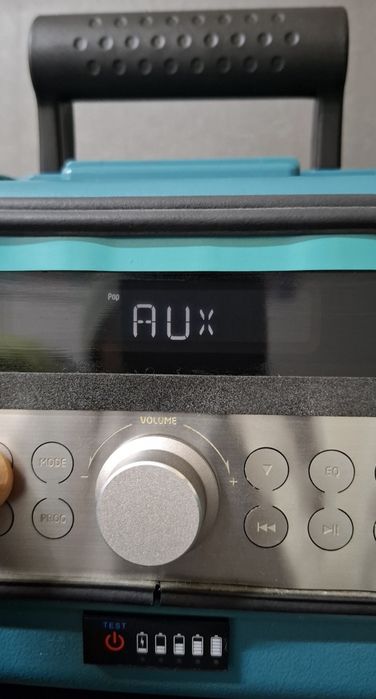 Pop
AUX
VOLUME
- +
MODE
EQ
PROG
TEST